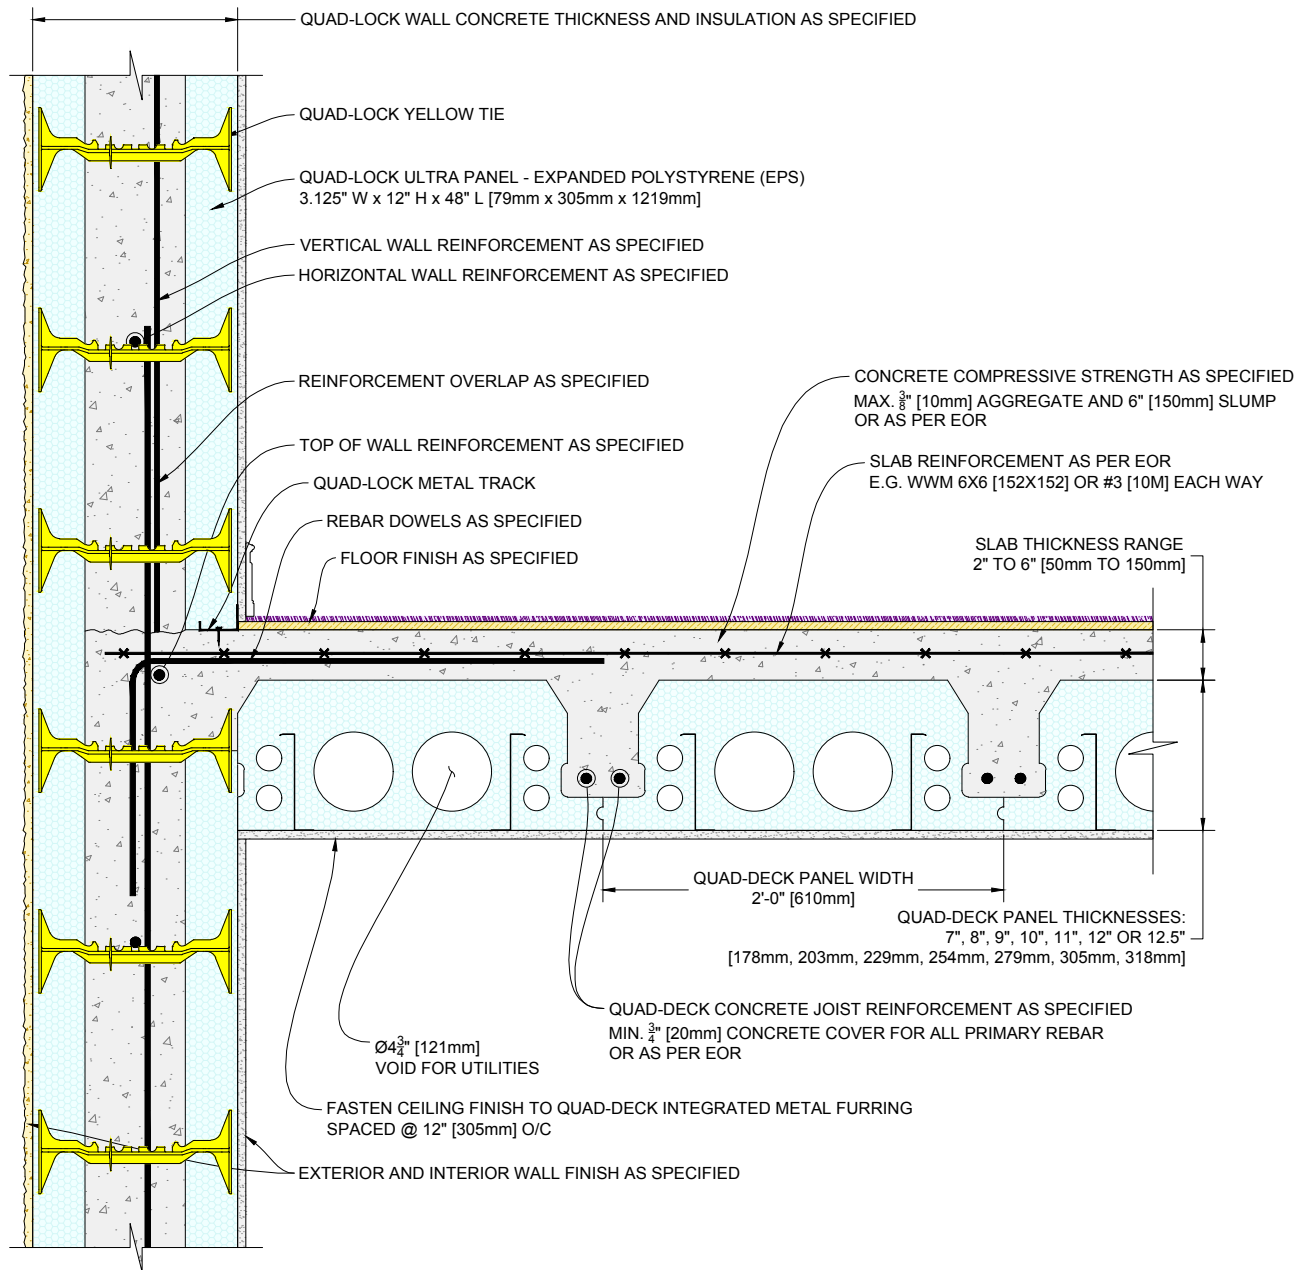 QUAD-LOCK WALL CONCRETE THICKNESS AND INSULATION AS SPECIFIED
QUAD-LOCK YELLOW TIE
QUAD-LOCK ULTRA PANEL - EXPANDED POLYSTYRENE (EPS)
3.125" W x 12" H x 48" L [79mm x 305mm x 1219mm]
VERTICAL WALL REINFORCEMENT AS SPECIFIED
HORIZONTAL WALL REINFORCEMENT AS SPECIFIED
REINFORCEMENT OVERLAP AS SPECIFIED
TOP OF WALL REINFORCEMENT AS SPECIFIED
QUAD-LOCK METAL TRACK
REBAR DOWELS AS SPECIFIED
FLOOR FINISH AS SPECIFIED
CONCRETE COMPRESSIVE STRENGTH AS SPECIFIED
MAX. 3/8" [10mm] AGGREGATE AND 6" [150mm] SLUMP
OR AS PER EOR
SLAB REINFORCEMENT AS PER EOR
E.G. WWM 6X6 [152X152] OR #3 [10M] EACH WAY
SLAB THICKNESS RANGE
2" TO 6" [50mm TO 150mm]
QUAD-DECK PANEL WIDTH
2'-0" [610mm]
QUAD-DECK PANEL THICKNESSES:
7", 8", 9", 10", 11", 12" OR 12.5"
[178mm, 203mm, 229mm, 254mm, 279mm, 305mm, 318mm]
QUAD-DECK CONCRETE JOIST REINFORCEMENT AS SPECIFIED
MIN. 3/4" [20mm] CONCRETE COVER FOR ALL PRIMARY REBAR
OR AS PER EOR
Ø4 3/4" [121mm]
VOID FOR UTILITIES
FASTEN CEILING FINISH TO QUAD-DECK INTEGRATED METAL FURRING
SPACED @ 12" [305mm] O/C
EXTERIOR AND INTERIOR WALL FINISH AS SPECIFIED